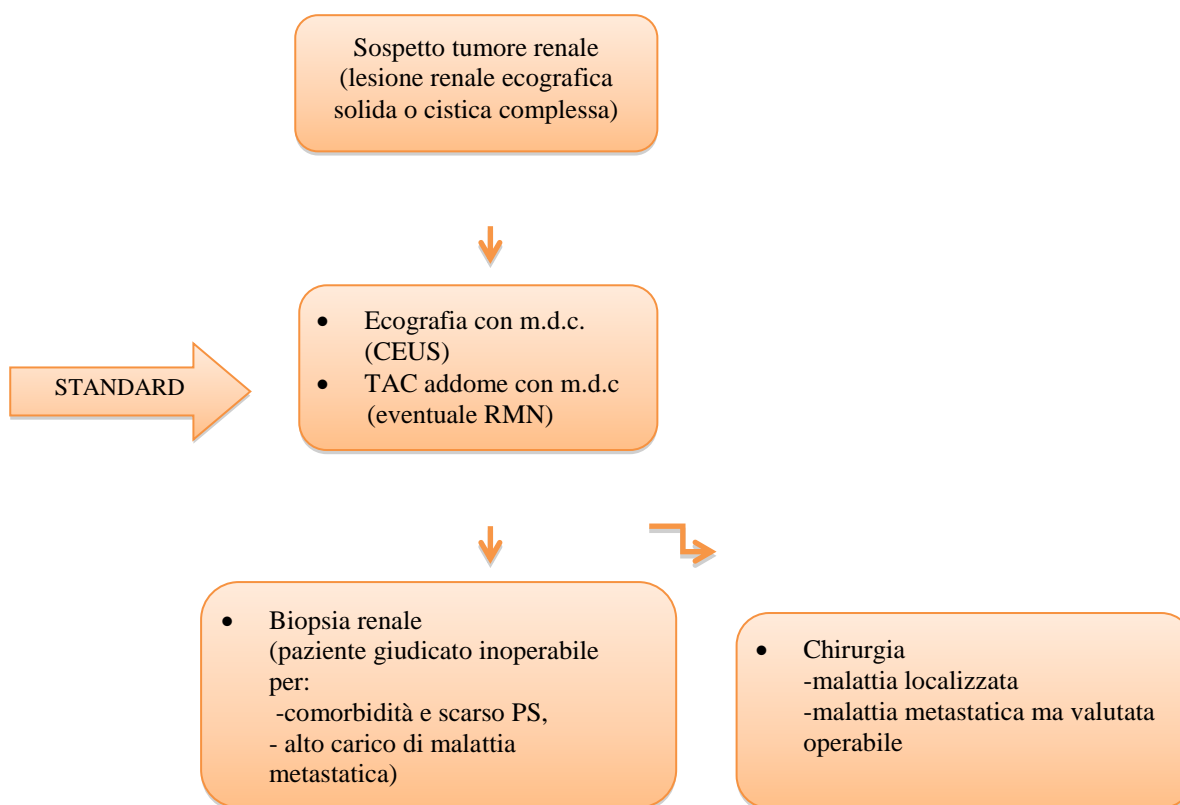 Sospetto tumore renale
(lesione renale ecografica
solida o cistica complessa)
STANDARD
• Ecografia con m.d.c.
(CEUS)
• TAC addome con m.d.c
(eventuale RMN)
• Biopsia renale
(paziente giudicato inoperabile
per:
-comorbidità e scarso PS,
- alto carico di malattia
metastatica)
• Chirurgia
-malattia localizzata
-malattia metastatica ma valutata
operabile